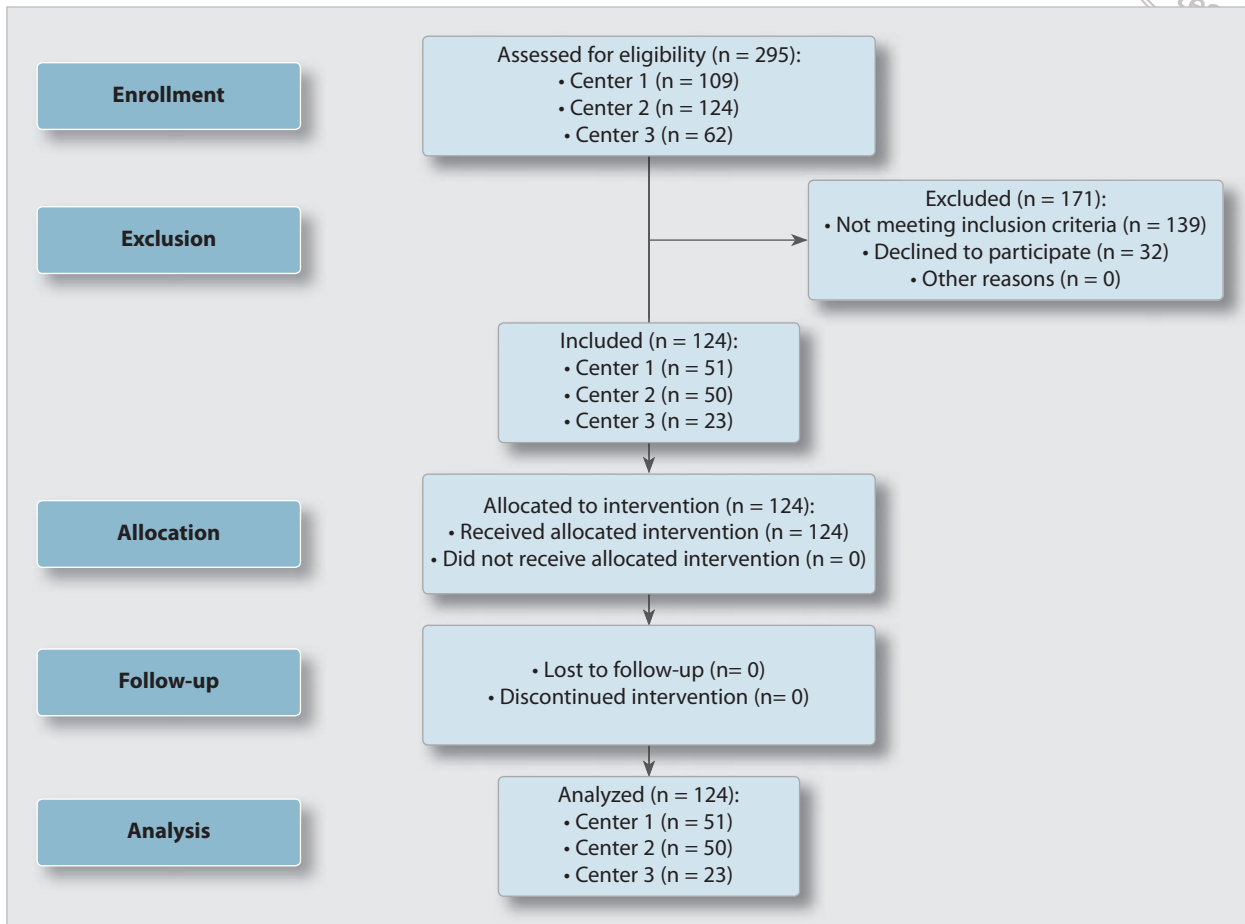 Enrollment
Assessed for eligibility (n = 295):
• Center 1 (n = 109)
• Center 2 (n = 124)
• Center 3 (n = 62)
Exclusion
Excluded (n = 171):
• Not meeting inclusion criteria (n = 139)
• Declined to participate (n = 32)
• Other reasons (n = 0)
Included (n = 124):
• Center 1 (n = 51)
• Center 2 (n = 50)
• Center 3 (n = 23)
Allocation
Allocated to intervention (n = 124):
• Received allocated intervention (n = 124)
• Did not receive allocated intervention (n = 0)
Follow-up
• Lost to follow-up (n= 0)
• Discontinued intervention (n= 0)
Analysis
Analyzed (n = 124):
• Center 1 (n = 51)
• Center 2 (n = 50)
• Center 3 (n = 23)